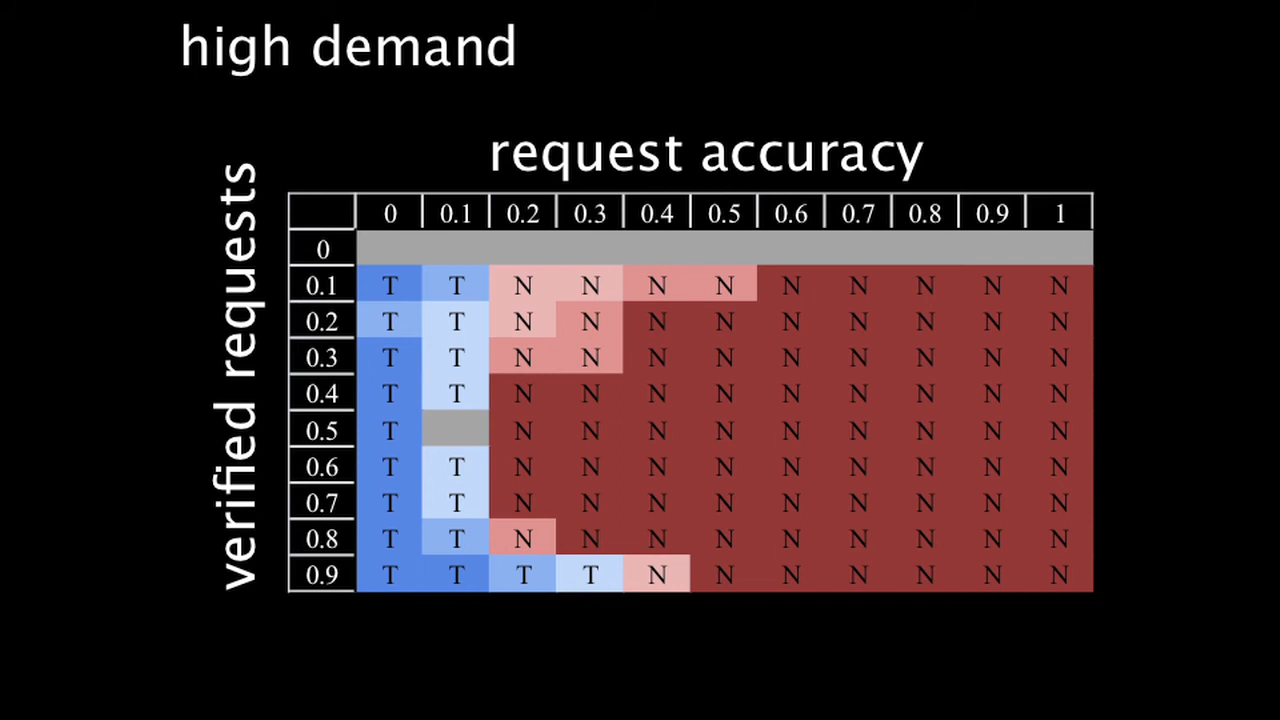 high demand
request accuracy
verified requests
0 0.1 0.2 0.3 0.4 0.5 0.6 0.7 0.8 0.9 1
0
0.1 T T N N N N N N N N N
0.2 T T N N N N N N N N N
0.3 T T N N N N N N N N N
0.4 T T N N N N N N N N N
0.5 T N N N N N N N N N
0.6 T T N N N N N N N N N
0.7 T T N N N N N N N N N
0.8 T T N N N N N N N N N
0.9 T T T T N N N N N N N